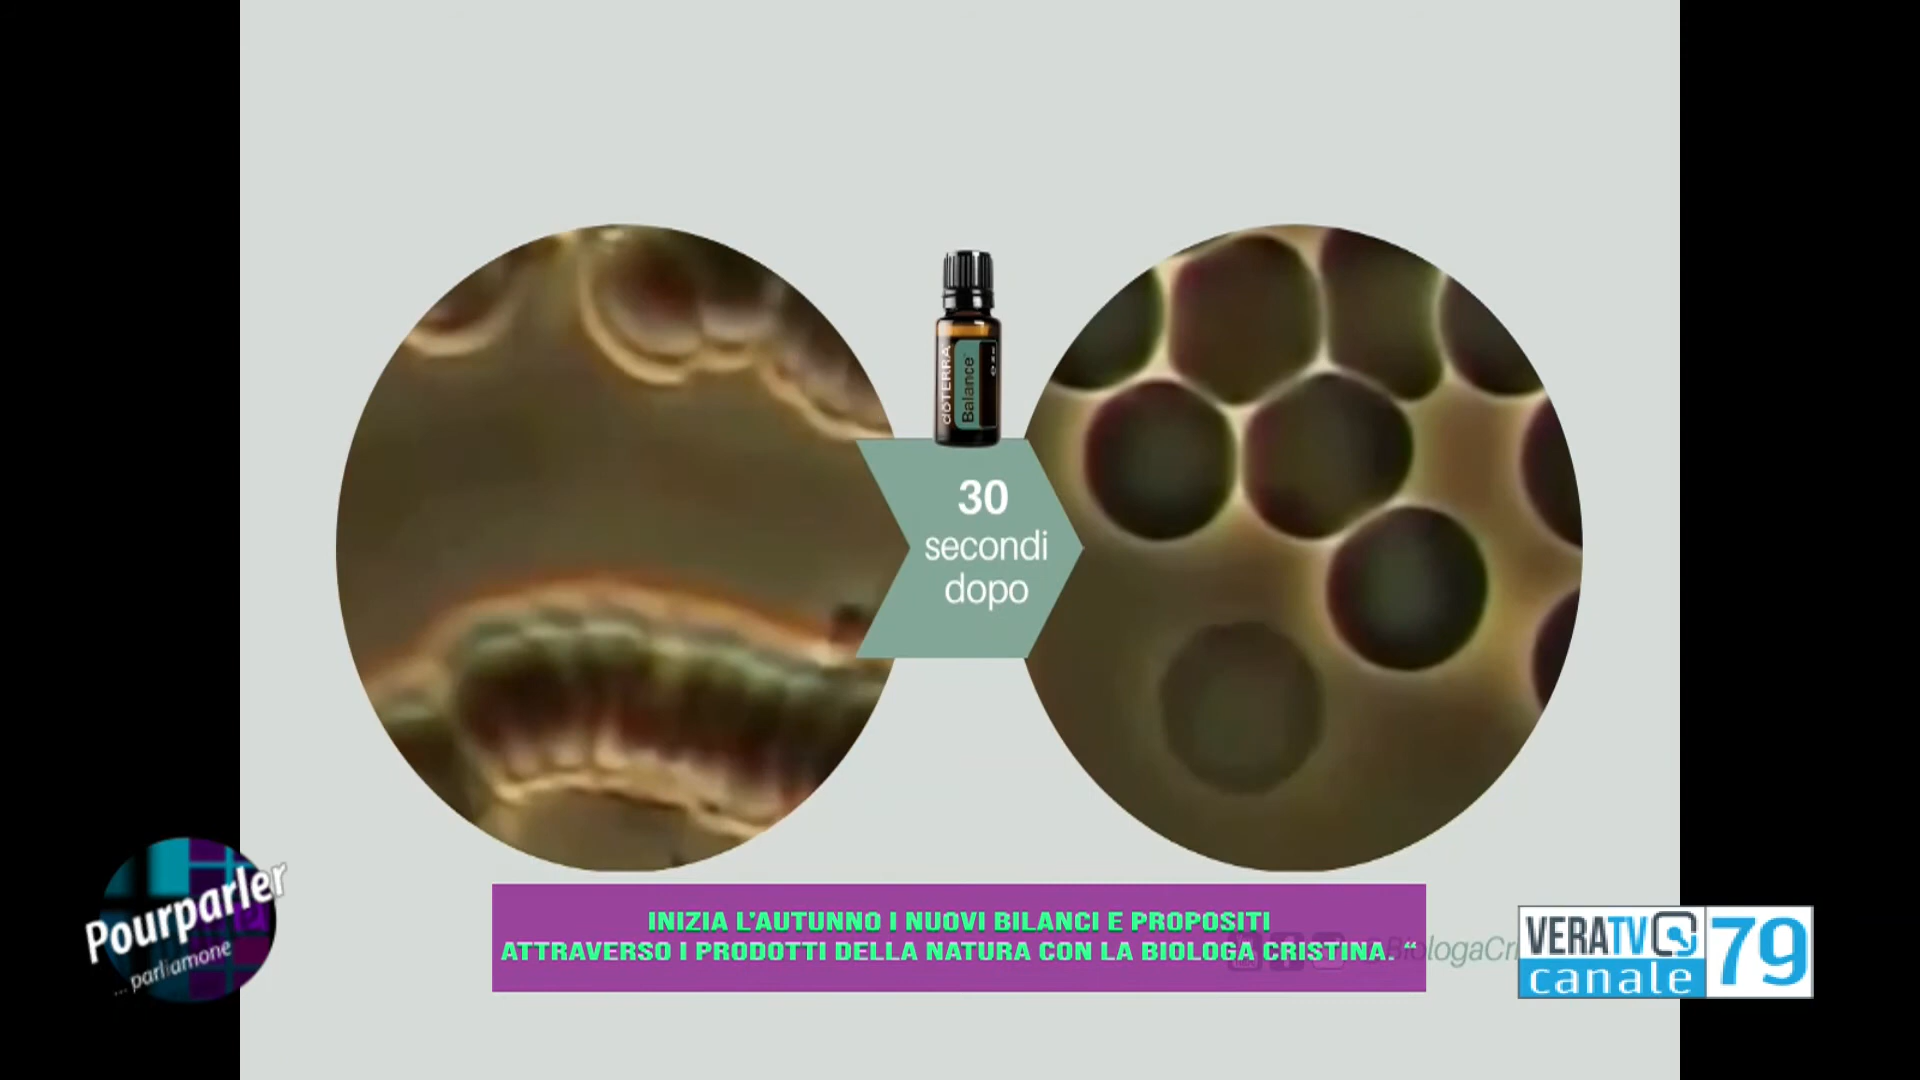 dōTERRA
Balance
30
secondi
dopo
Pourparler
... parliamone
INIZIA L'AUTUNNO I NUOVI BILANCI E PROPOSITI
ATTRAVERSO I PRODOTTI DELLA NATURA CON LA BIOLOGA CRISTINA. “
BiologaCri
VERATV
canale
79